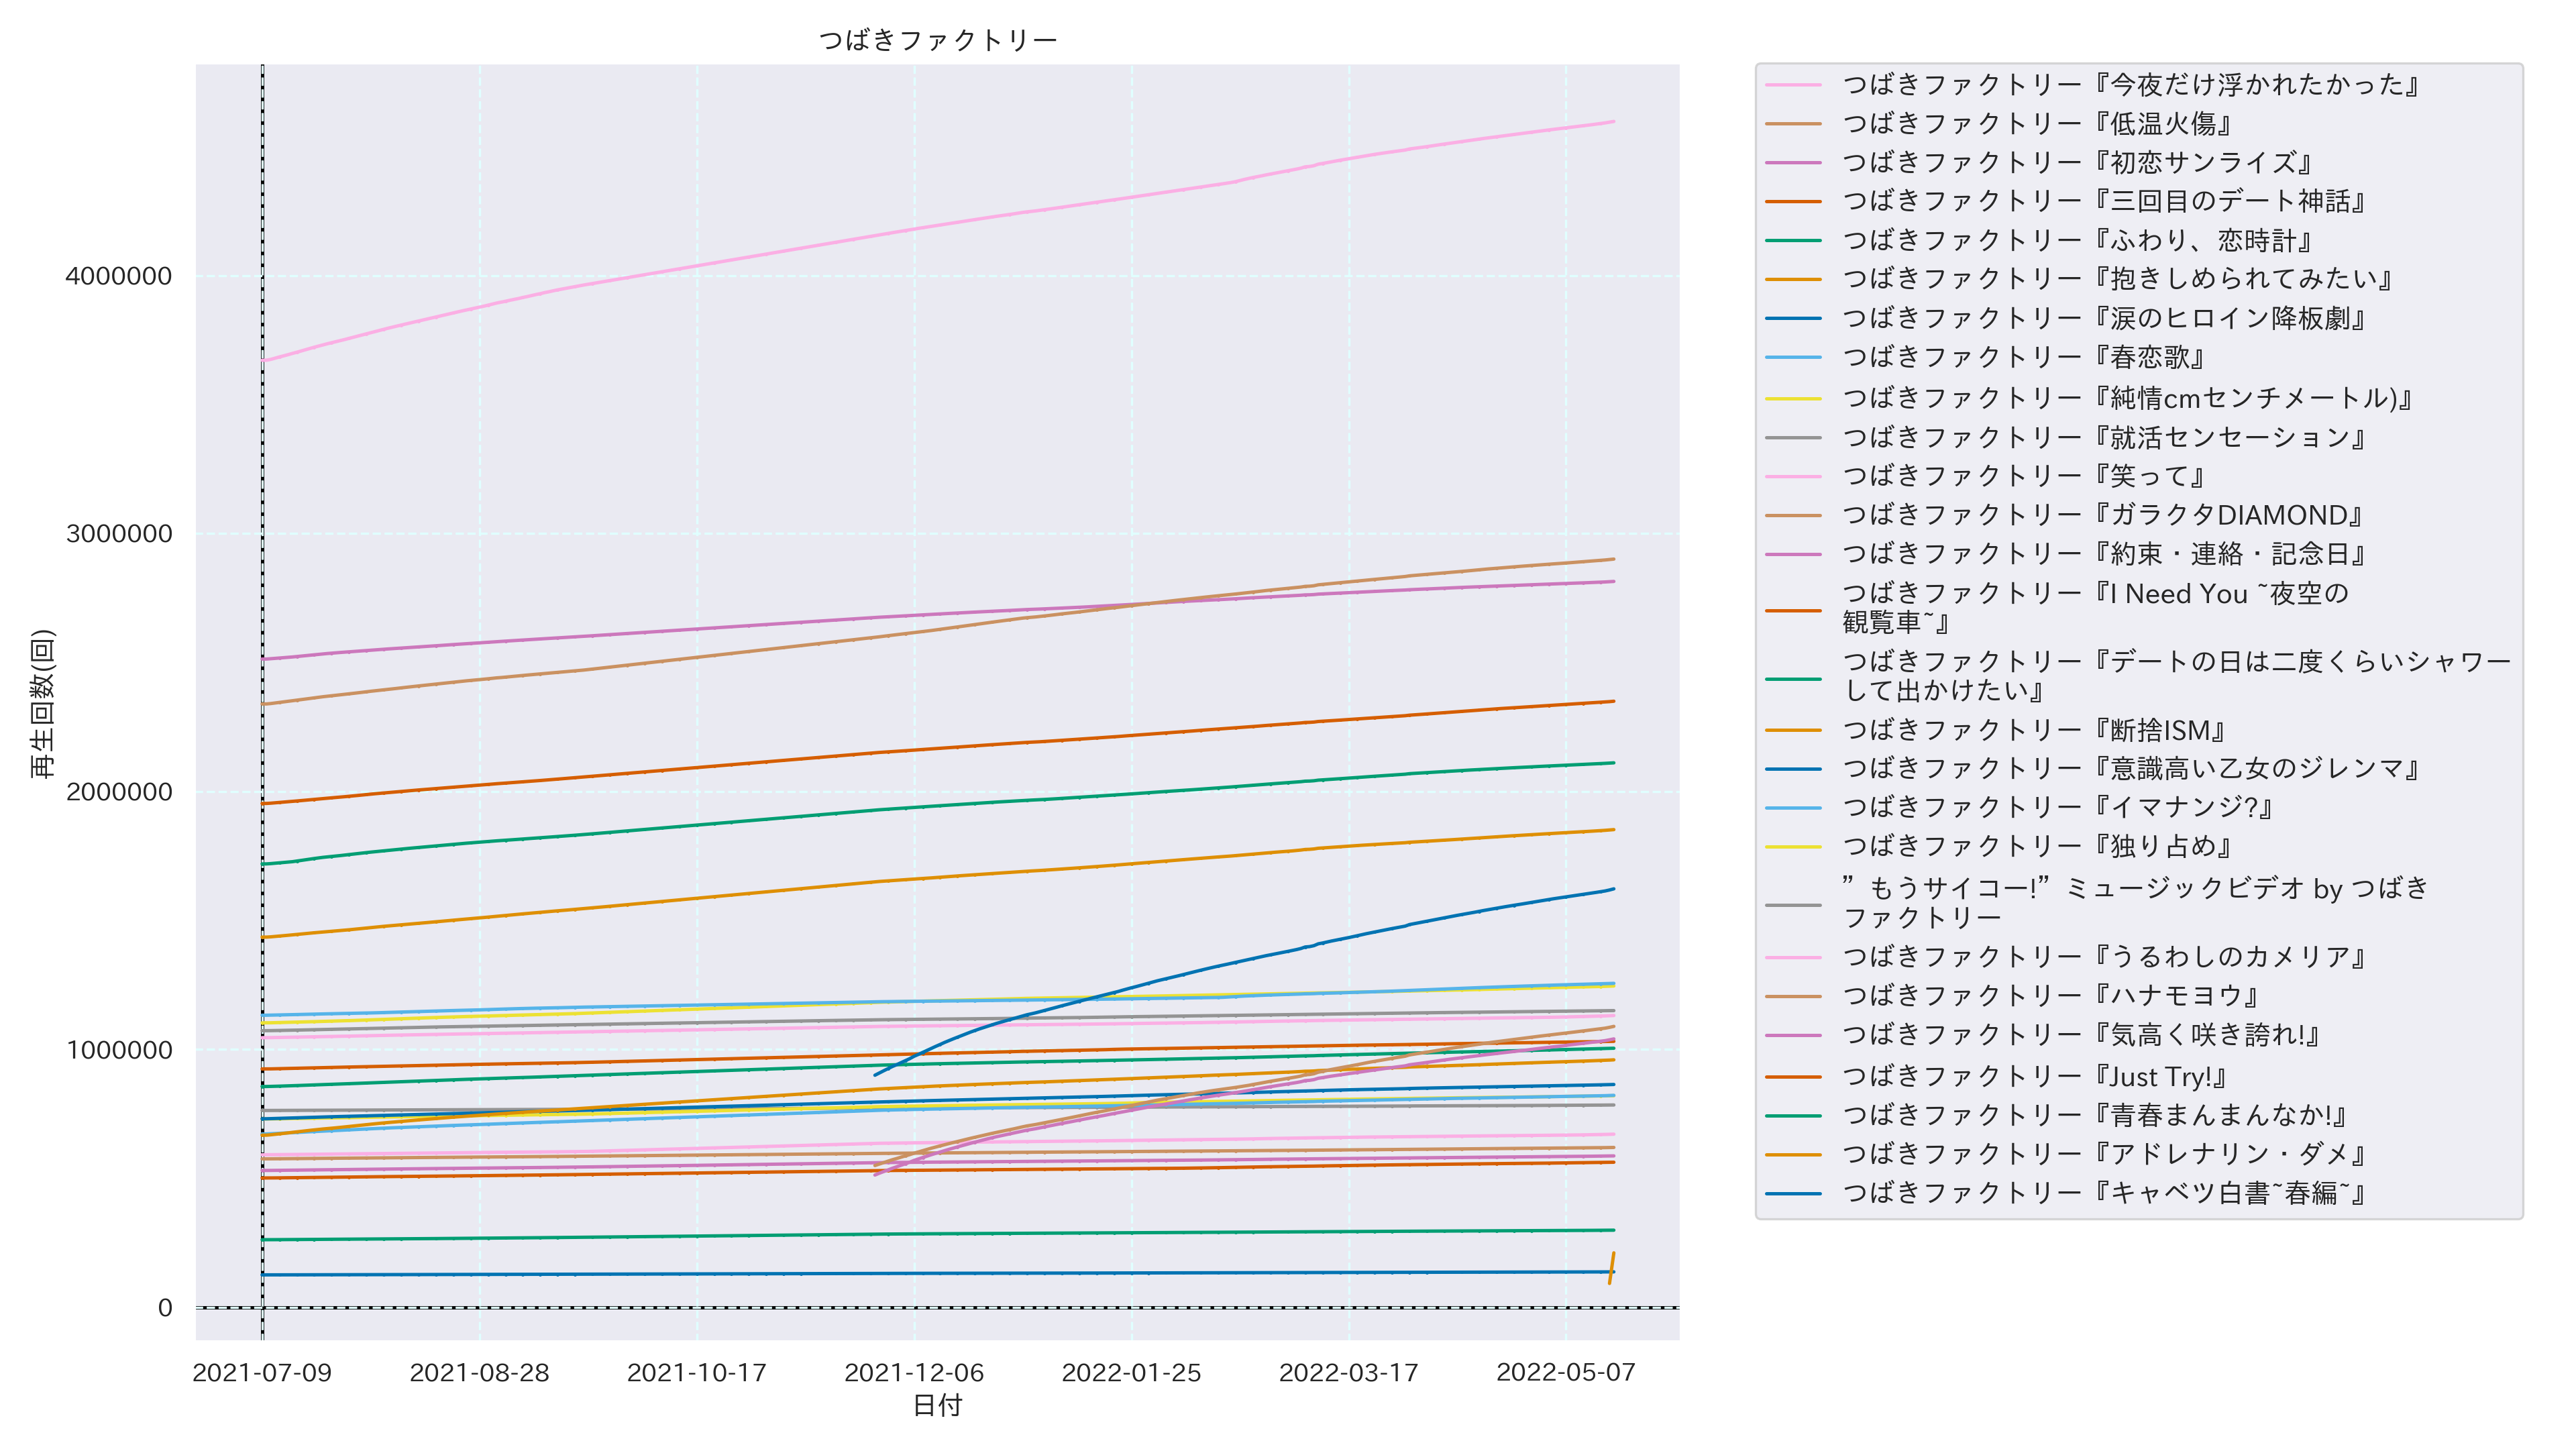 つばきファクトリー
再生回数(回)
4000000
3000000
2000000
1000000
0
2021-07-09
2021-08-28
2021-10-17
2021-12-06
2022-01-25
2022-03-17
2022-05-07
日付
つばきファクトリー『今夜だけ浮かれたかった』
つばきファクトリー『低温火傷』
つばきファクトリー『初恋サンライズ』
つばきファクトリー『三回目のデート神話』
つばきファクトリー『ふわり、恋時計』
つばきファクトリー『抱きしめられてみたい』
つばきファクトリー『涙のヒロイン降板劇』
つばきファクトリー『春恋歌』
つばきファクトリー『純情cmセンチメートル)』
つばきファクトリー『就活センセーション』
つばきファクトリー『笑って』
つばきファクトリー『ガラクタDIAMOND』
つばきファクトリー『約束・連絡・記念日』
つばきファクトリー『I Need You ~夜空の
観覧車~』
つばきファクトリー『デートの日は二度くらいシャワー
して出かけたい』
つばきファクトリー『断捨ISM』
つばきファクトリー『意識高い乙女のジレンマ』
つばきファクトリー『イマナンジ?』
つばきファクトリー『独り占め』
”もうサイコー!”ミュージックビデオ by つばき
ファクトリー
つばきファクトリー『うるわしのカメリア』
つばきファクトリー『ハナモヨウ』
つばきファクトリー『気高く咲き誇れ!』
つばきファクトリー『Just Try!』
つばきファクトリー『青春まんまんなか!』
つばきファクトリー『アドレナリン・ダメ』
つばきファクトリー『キャベツ白書~春編~』